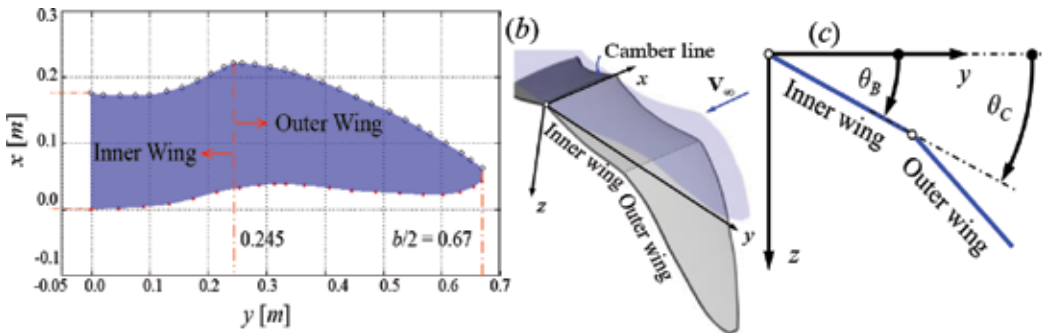 0.3
0.2
0.1
0.0
-0.1
x [m]
-0.05
0.0
0.1
0.2
0.3
0.4
0.5
0.6
0.7
y [m]
Outer Wing
Inner Wing
0.245
b/2 = 0.67
(b)
Camber line
x
V∞
Inner wing
Outer wing
z
y
(c)
y
θB
θC
Inner wing
Outer wing
z